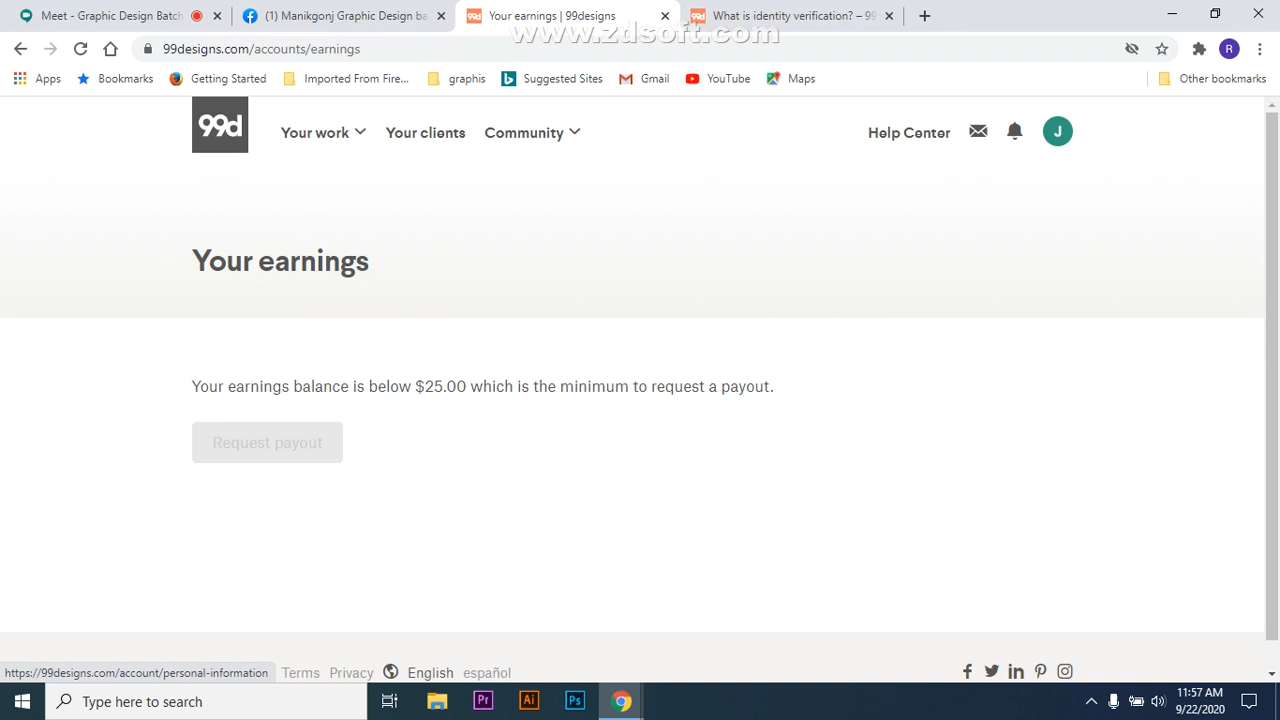 Meet - Graphic Design Batch
(1) Manikgonj Graphic Design b
Your earnings | 99designs
What is identity verification? – 99
www.zdsoft.com
99designs.com/accounts/earnings
R
Apps
Bookmarks
Getting Started
Imported From Fire...
graphis
Suggested Sites
Gmail
YouTube
Maps
Other bookmarks
99d
Your work
Your clients
Community
Help Center
J
Your earnings
Your earnings balance is below $25.00 which is the minimum to request a payout.
Request payout
https://99designs.com/account/personal-information
Terms
Privacy
English
español
Type here to search
Pr
Ai
Ps
11:57 AM
9/22/2020